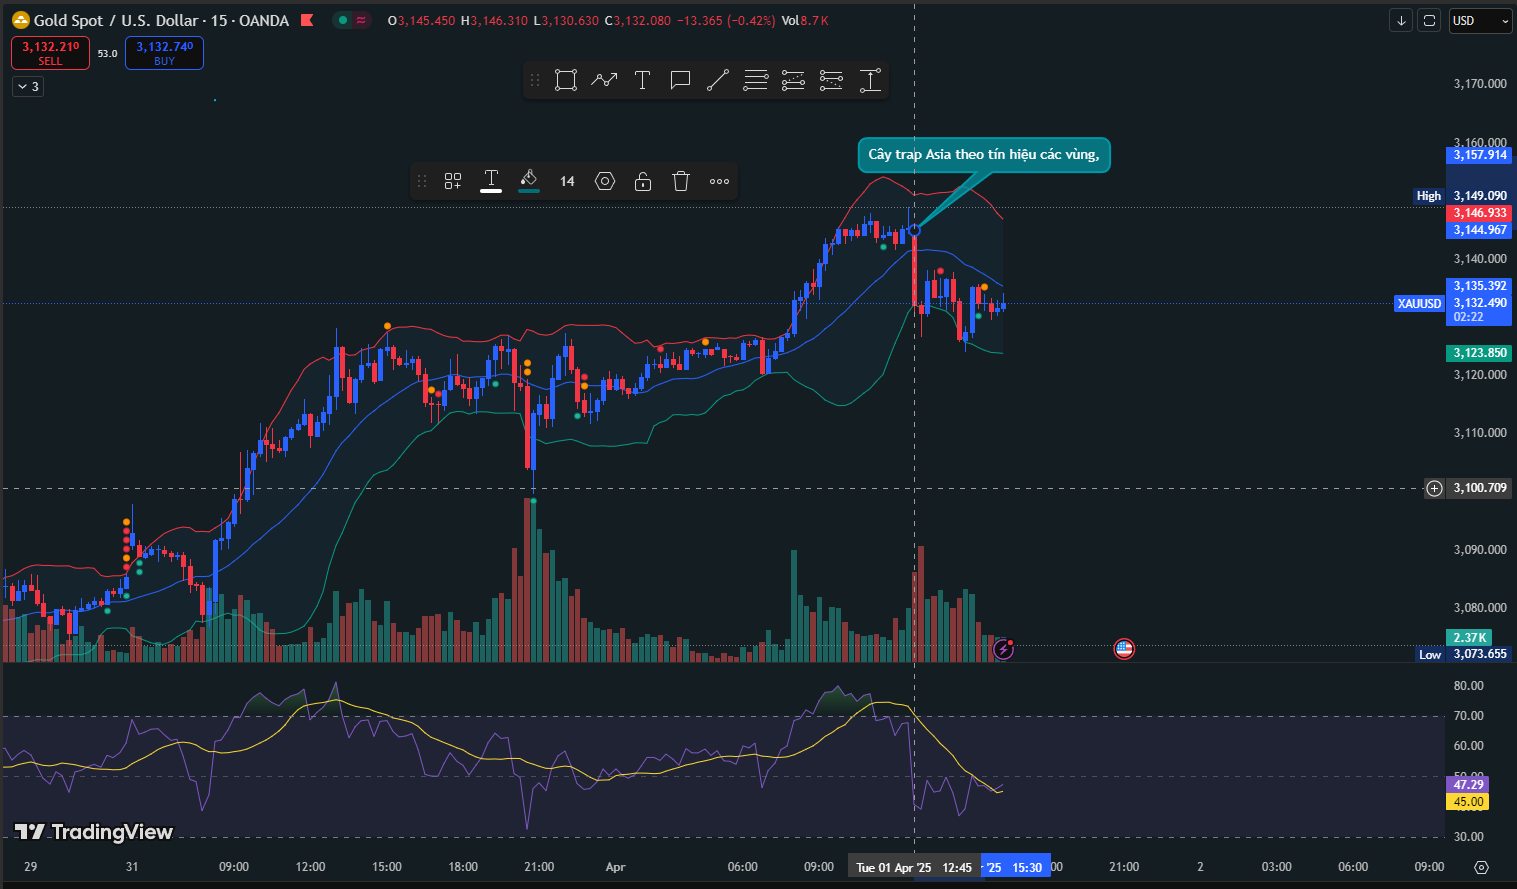 Gold Spot / U.S. Dollar · 15 · OANDA O3,145.450 H3,146.310 L3,130.630 C3,132.080 −13.365 (−0.42%) Vol8.7 K
USD
3,132.210
SELL
53.0
3,132.740
BUY
3
T
T
14
Cây trap Asia theo tín hiệu các vùng,
3,170.000
3,160.000
3,157.914
High 3,149.090
3,146.933
3,144.967
3,140.000
3,135.392
XAUUSD 3,132.490
02:22
3,123.850
3,120.000
3,110.000
3,100.709
3,090.000
3,080.000
2.37 K
Low 3,073.655
80.00
70.00
60.00
50.00
47.29
45.00
30.00
TradingView
29 31 09:00 12:00 15:00 18:00 21:00 Apr 06:00 09:00 Tue 01 Apr '25 12:45 '25 15:30 :00 21:00 2 03:00 06:00 09:00